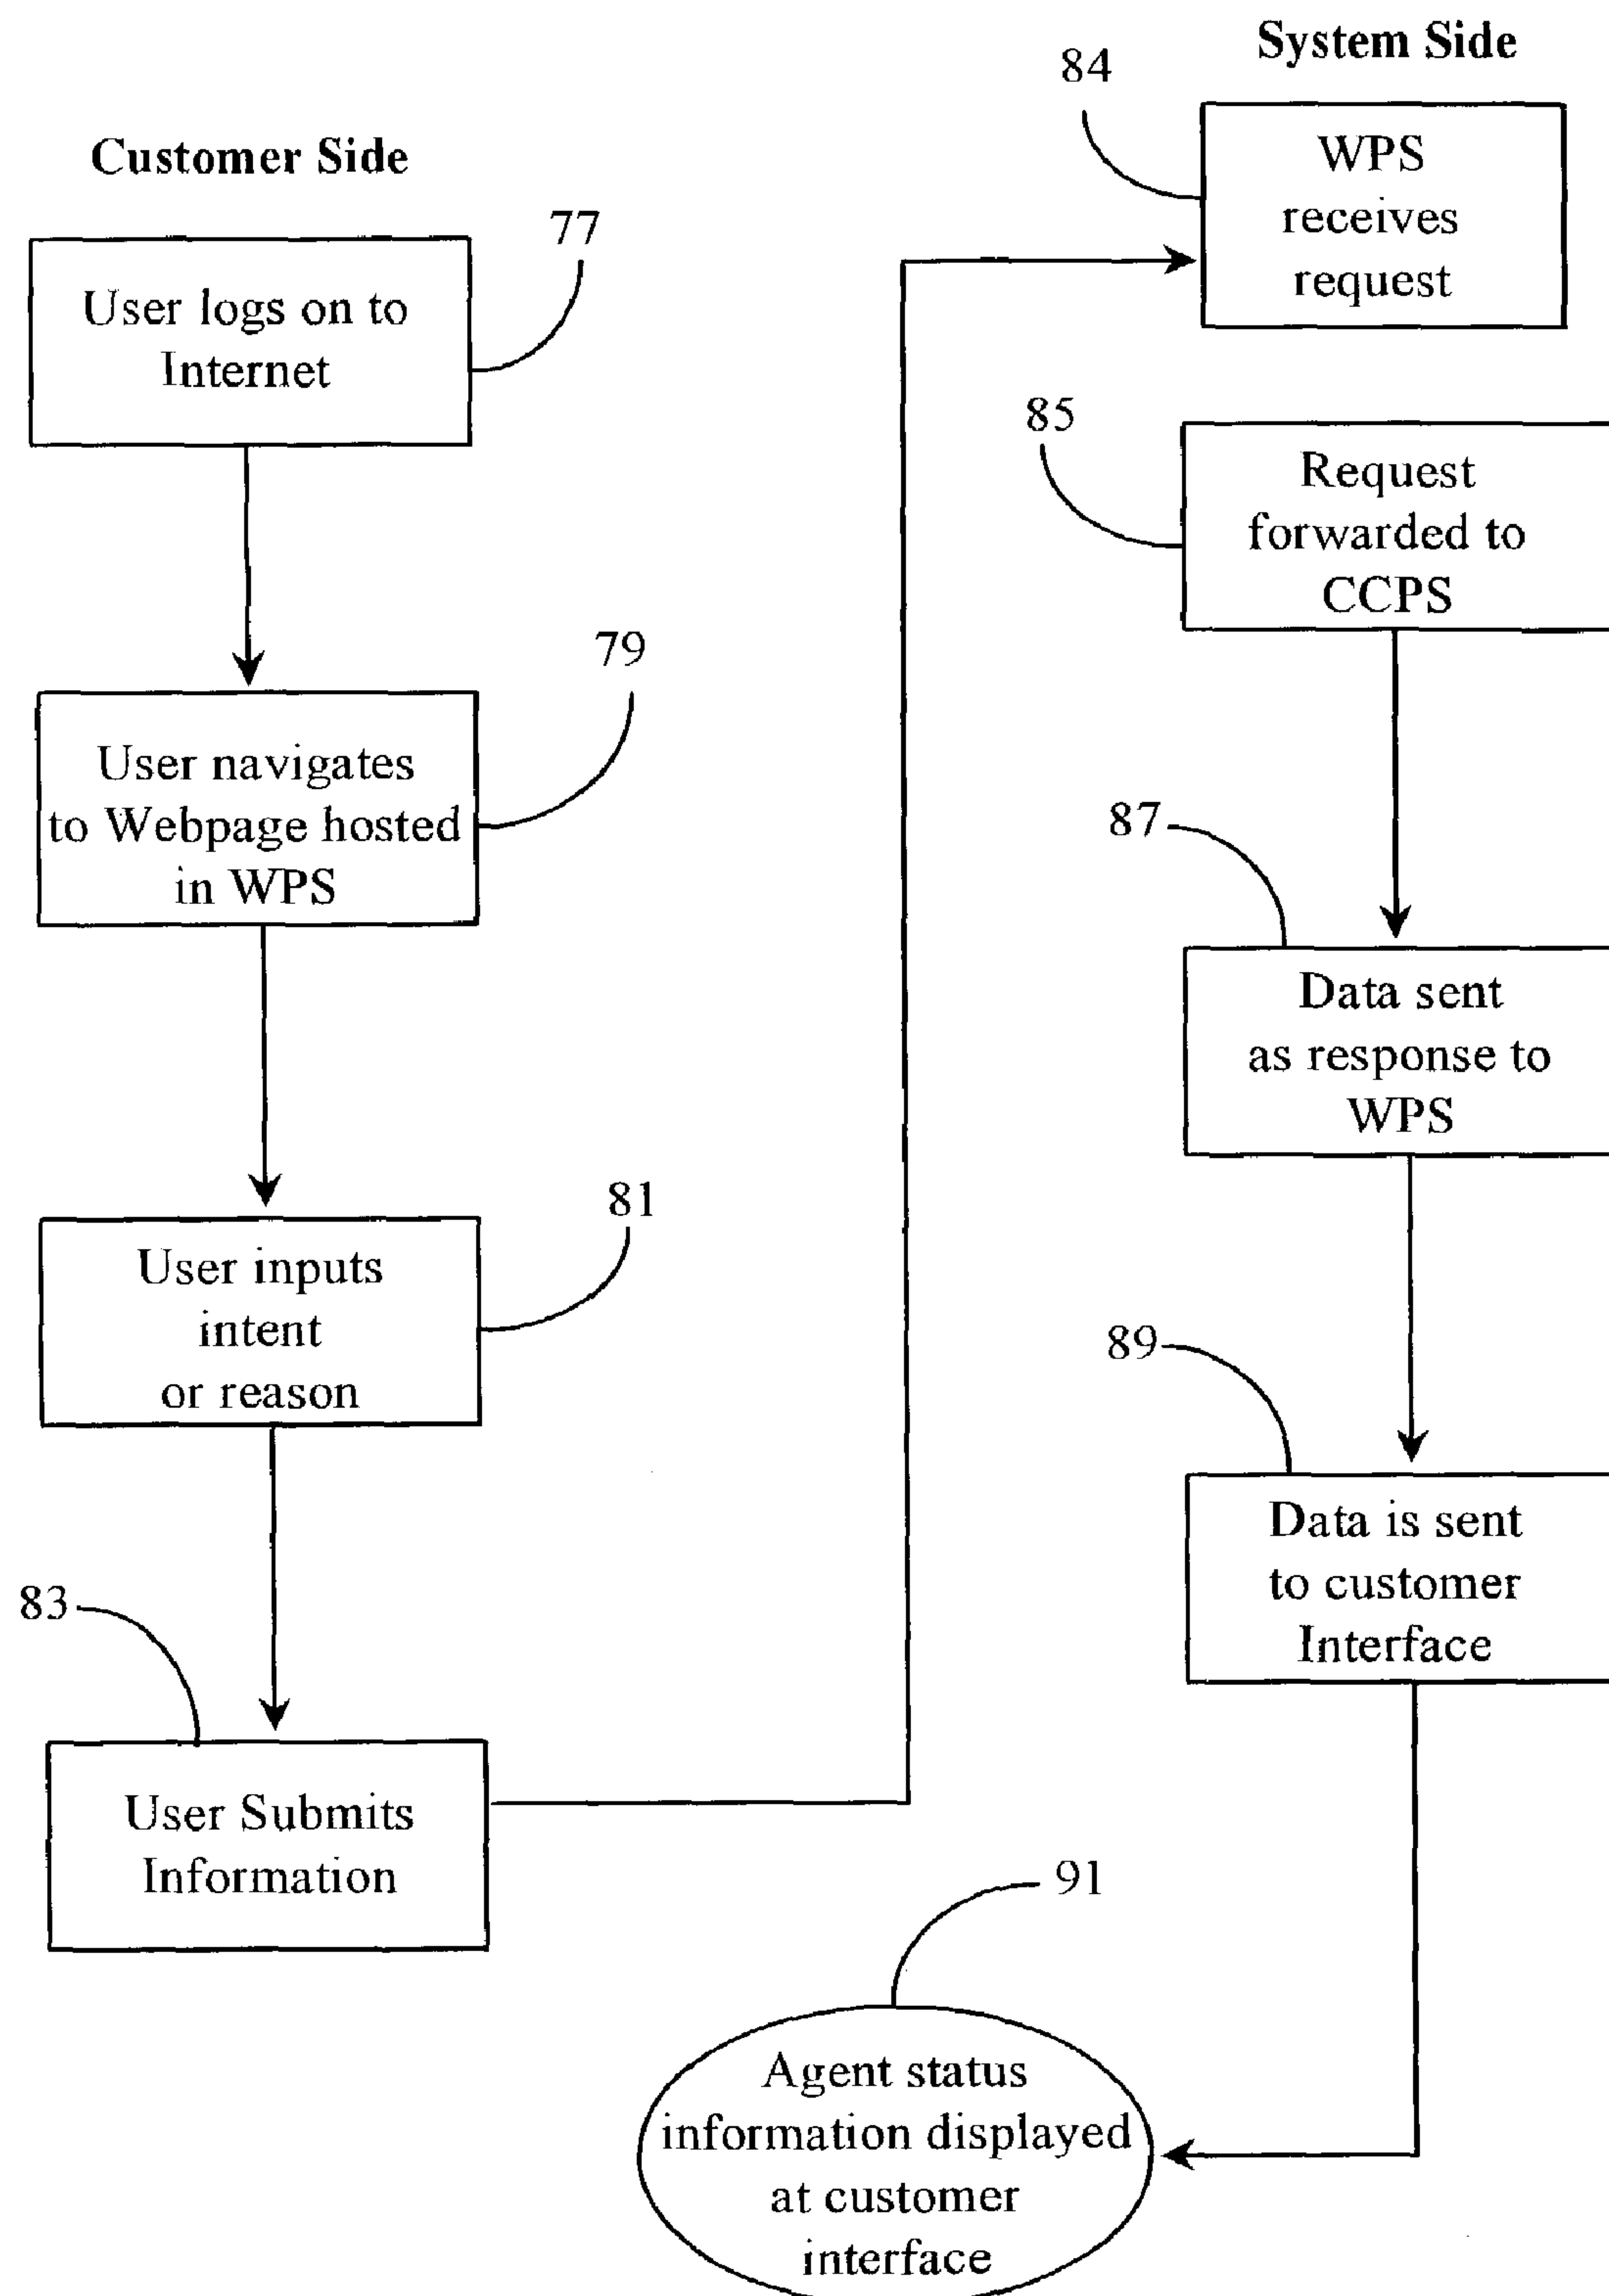 Customer Side
77
User logs on to
Internet
79
User navigates
to Webpage hosted
in WPS
81
User inputs
intent
or reason
83
User Submits
Information
System Side
84
WPS
receives
request
85
Request
forwarded to
CCPS
87
Data sent
as response to
WPS
89
Data is sent
to customer
Interface
91
Agent status
information displayed
at customer
interface